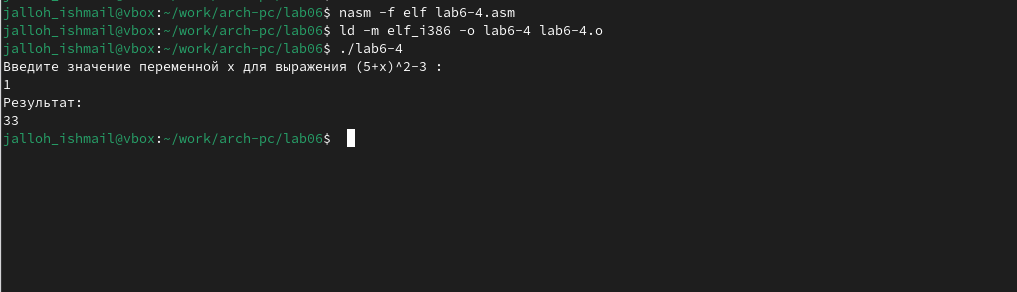 jalloh_ishmail@vbox:~/work/arch-pc/lab06$ nasm -f elf lab6-4.asm
jalloh_ishmail@vbox:~/work/arch-pc/lab06$ ld -m elf_i386 -o lab6-4 lab6-4.o
jalloh_ishmail@vbox:~/work/arch-pc/lab06$ ./lab6-4
Введите значение переменной х для выражения (5+x)^2-3 :
1
Результат:
33
jalloh_ishmail@vbox:~/work/arch-pc/lab06$